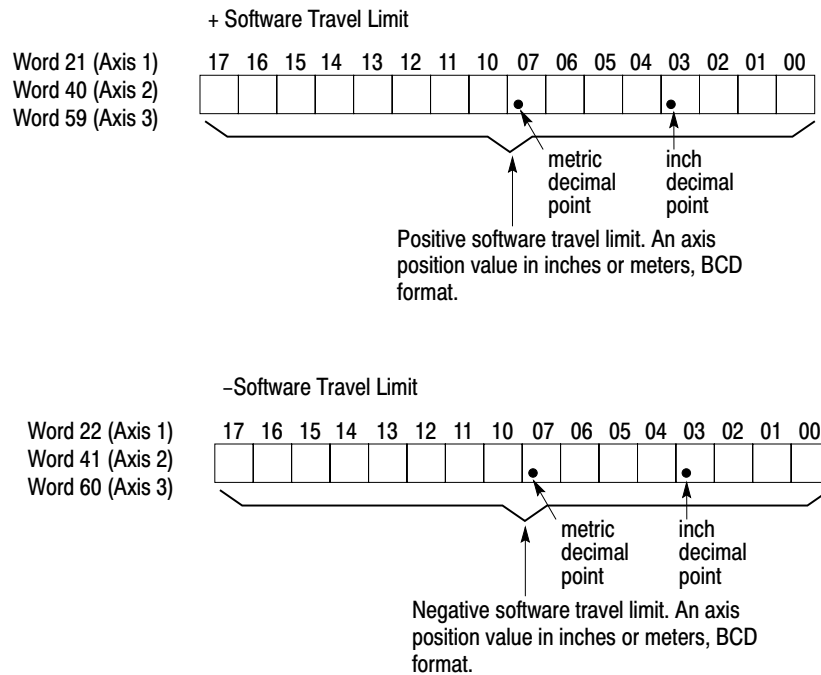 + Software Travel Limit
Word 21 (Axis 1)
Word 40 (Axis 2)
Word 59 (Axis 3)
17 16 15 14 13 12 11 10 07 06 05 04 03 02 01 00
metric
decimal
point
inch
decimal
point
Positive software travel limit. An axis
position value in inches or meters, BCD
format.
–Software Travel Limit
Word 22 (Axis 1)
Word 41 (Axis 2)
Word 60 (Axis 3)
17 16 15 14 13 12 11 10 07 06 05 04 03 02 01 00
metric
decimal
point
inch
decimal
point
Negative software travel limit. An axis
position value in inches or meters, BCD
format.